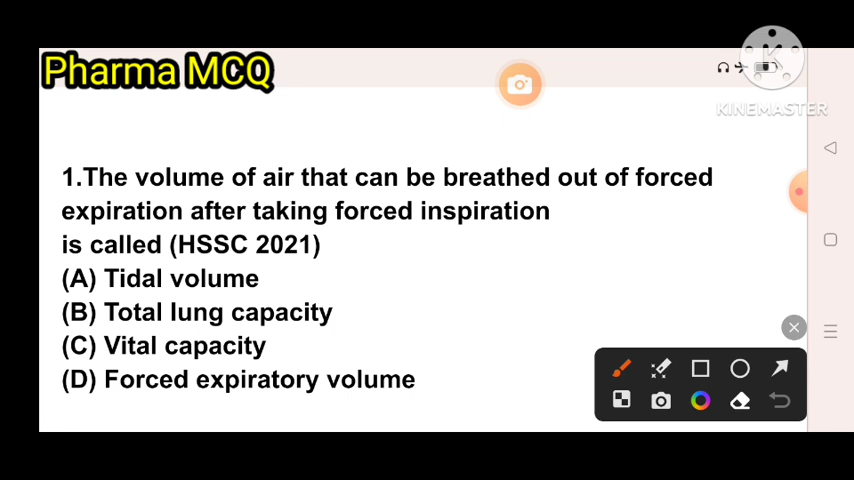 Pharma MCQ
KINEMASTER
1.The volume of air that can be breathed out of forced
expiration after taking forced inspiration
is called (HSSC 2021)
(A) Tidal volume
(B) Total lung capacity
(C) Vital capacity
(D) Forced expiratory volume